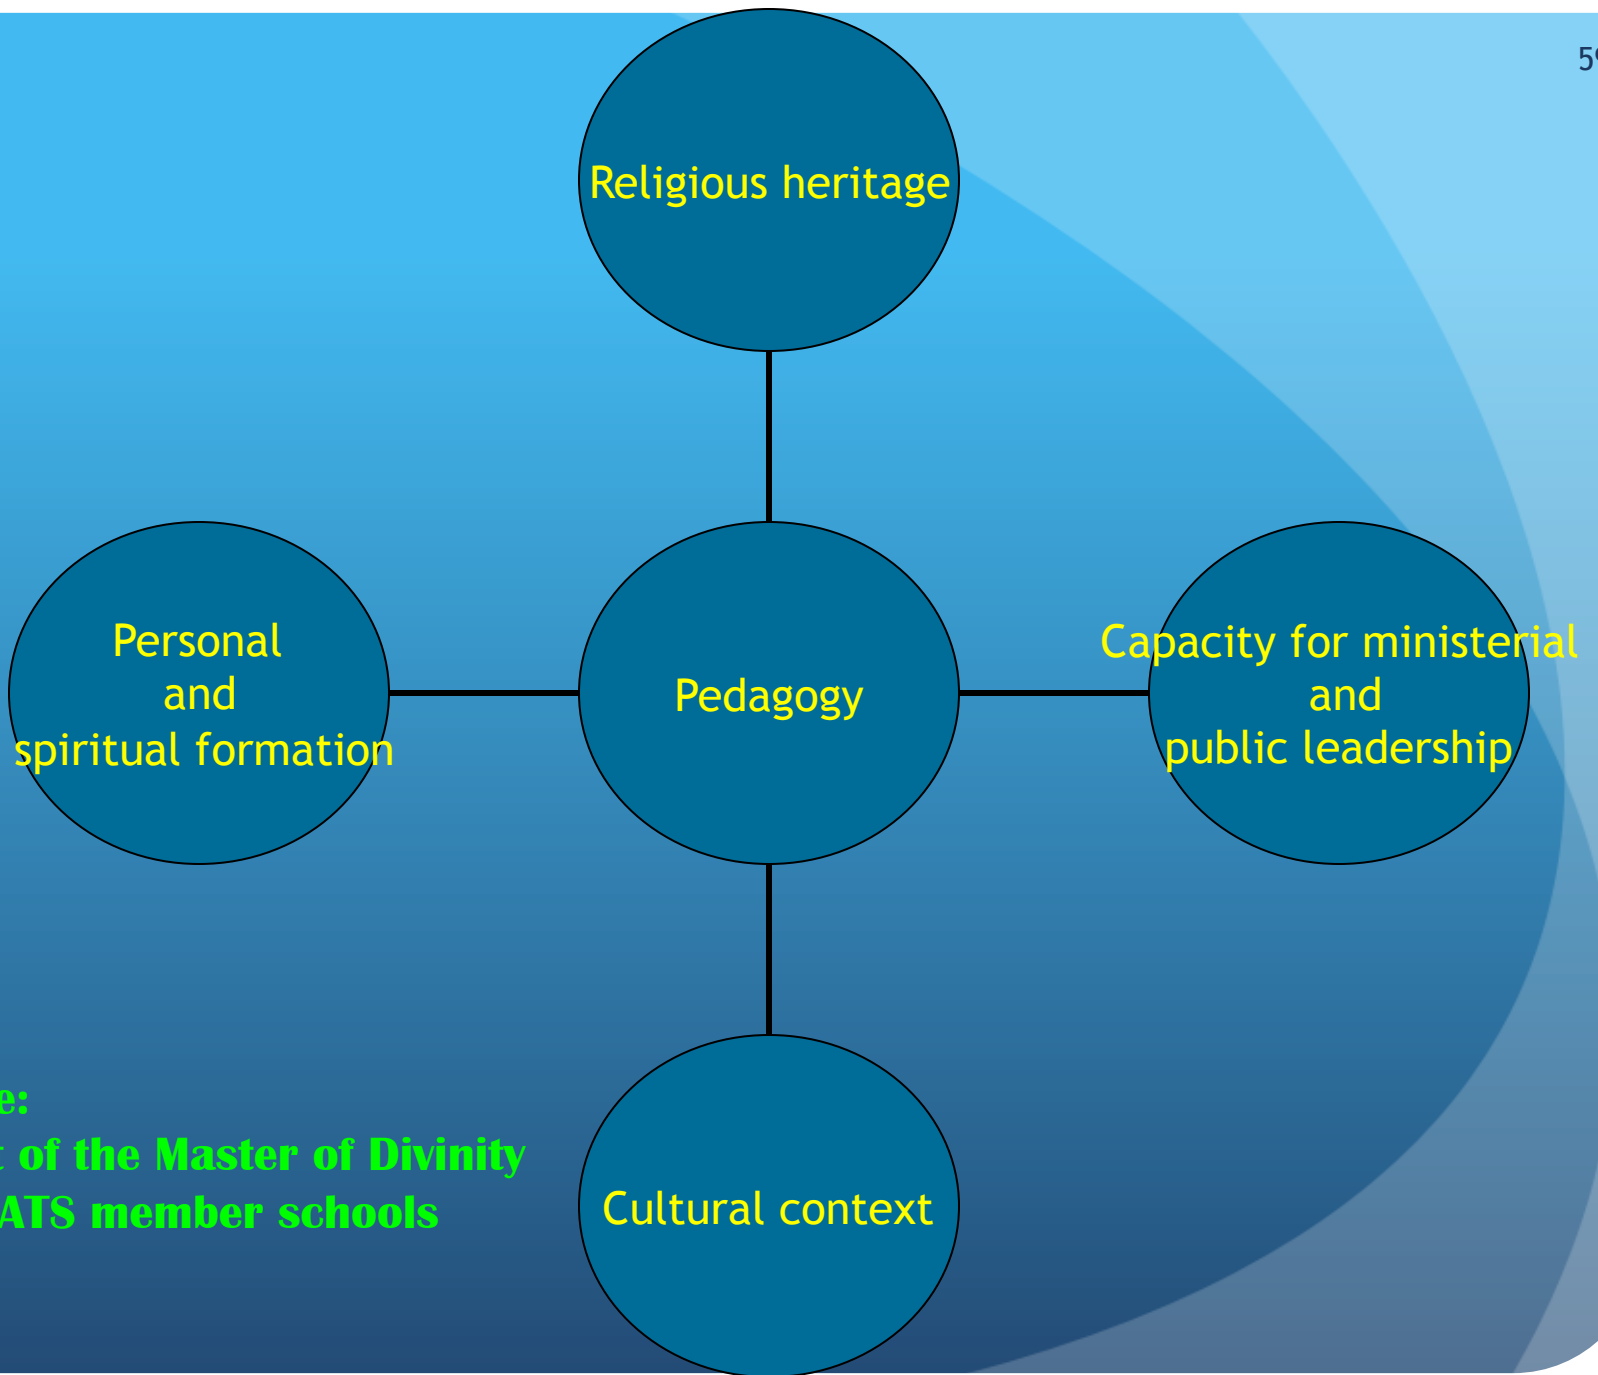 Religious heritage
Personal
and
spiritual formation
Pedagogy
Capacity for ministerial
and
public leadership
Cultural context
of the Master of Divinity
ATS member schools